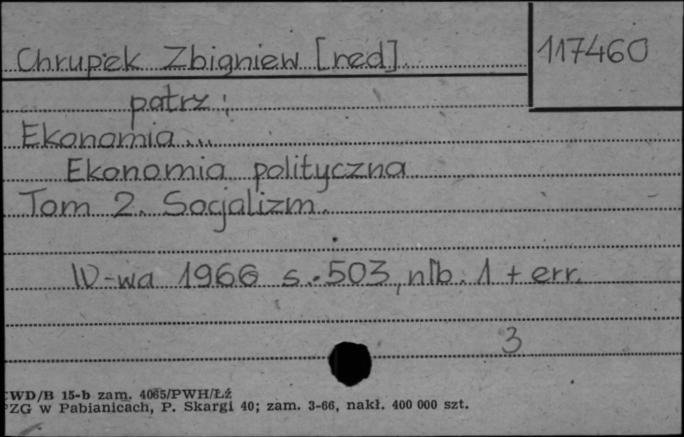 Chrupek Zbigniew [red]
117460
patrz:
Ekonomia...
Ekonomia polityczna
Tom 2. Socjalizm.
W-wa 1966 s. 503, nlb. 1 + err.
3
WD/B 15-b zam. 4065/PWH/Łź
ZG w Pabianicach, P. Skargi 40; zam. 3-66, nakł. 400 000 szt.